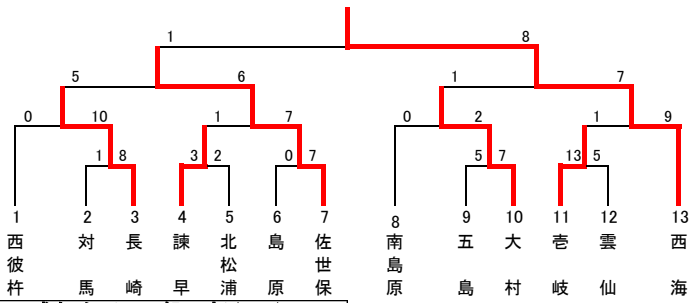 1 8
5 6 1 7
0 10 1 7 0 2 1 9
1 8 3 2 0 7 5 7 13 5
1 2 3 4 5 6 7 8 9 10 11 12 13
西彼杵
対馬
長崎
諫早
北松浦
島原
佐世保
南島原
五島
大村
壱岐
雲仙
西海